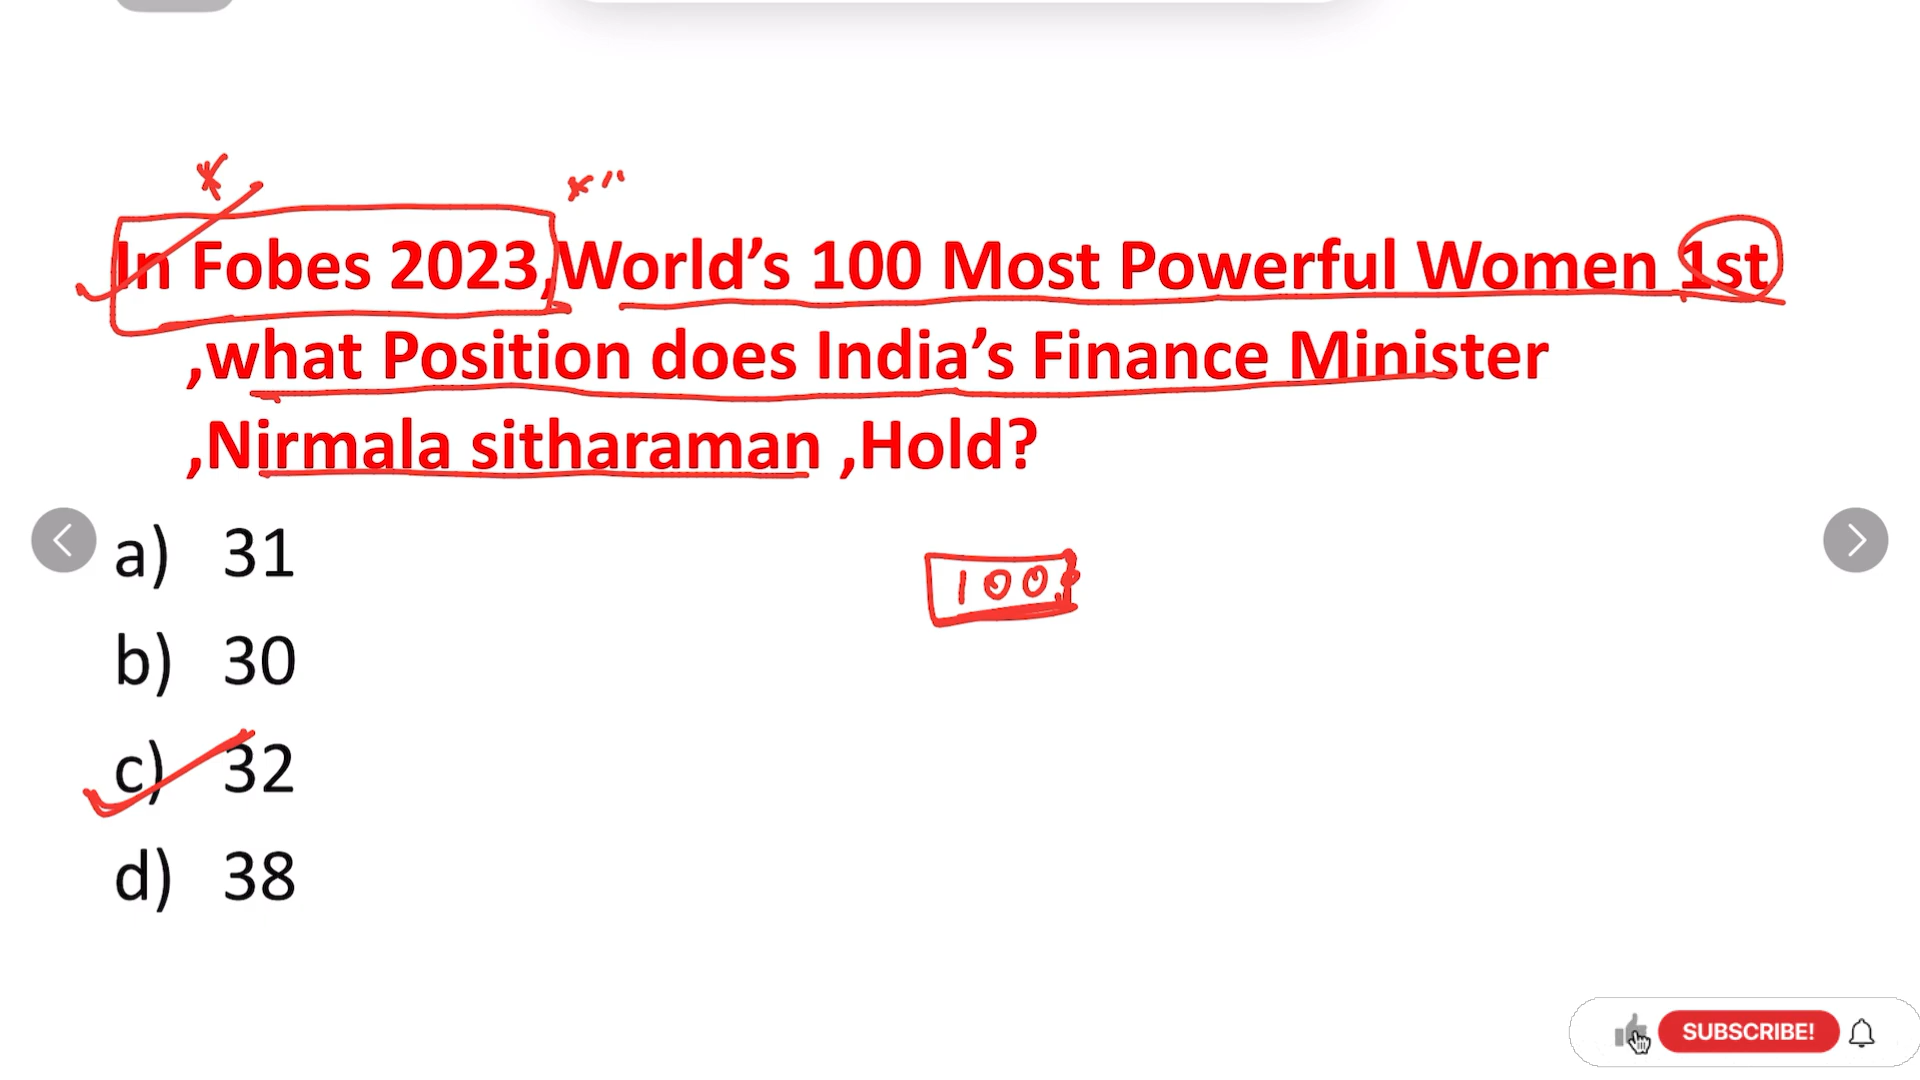 In Fobes 2023,World’s 100 Most Powerful Women 1st
,what Position does India’s Finance Minister
,Nirmala sitharaman ,Hold?
a) 31
100
b) 30
c) 32
d) 38
SUBSCRIBE!